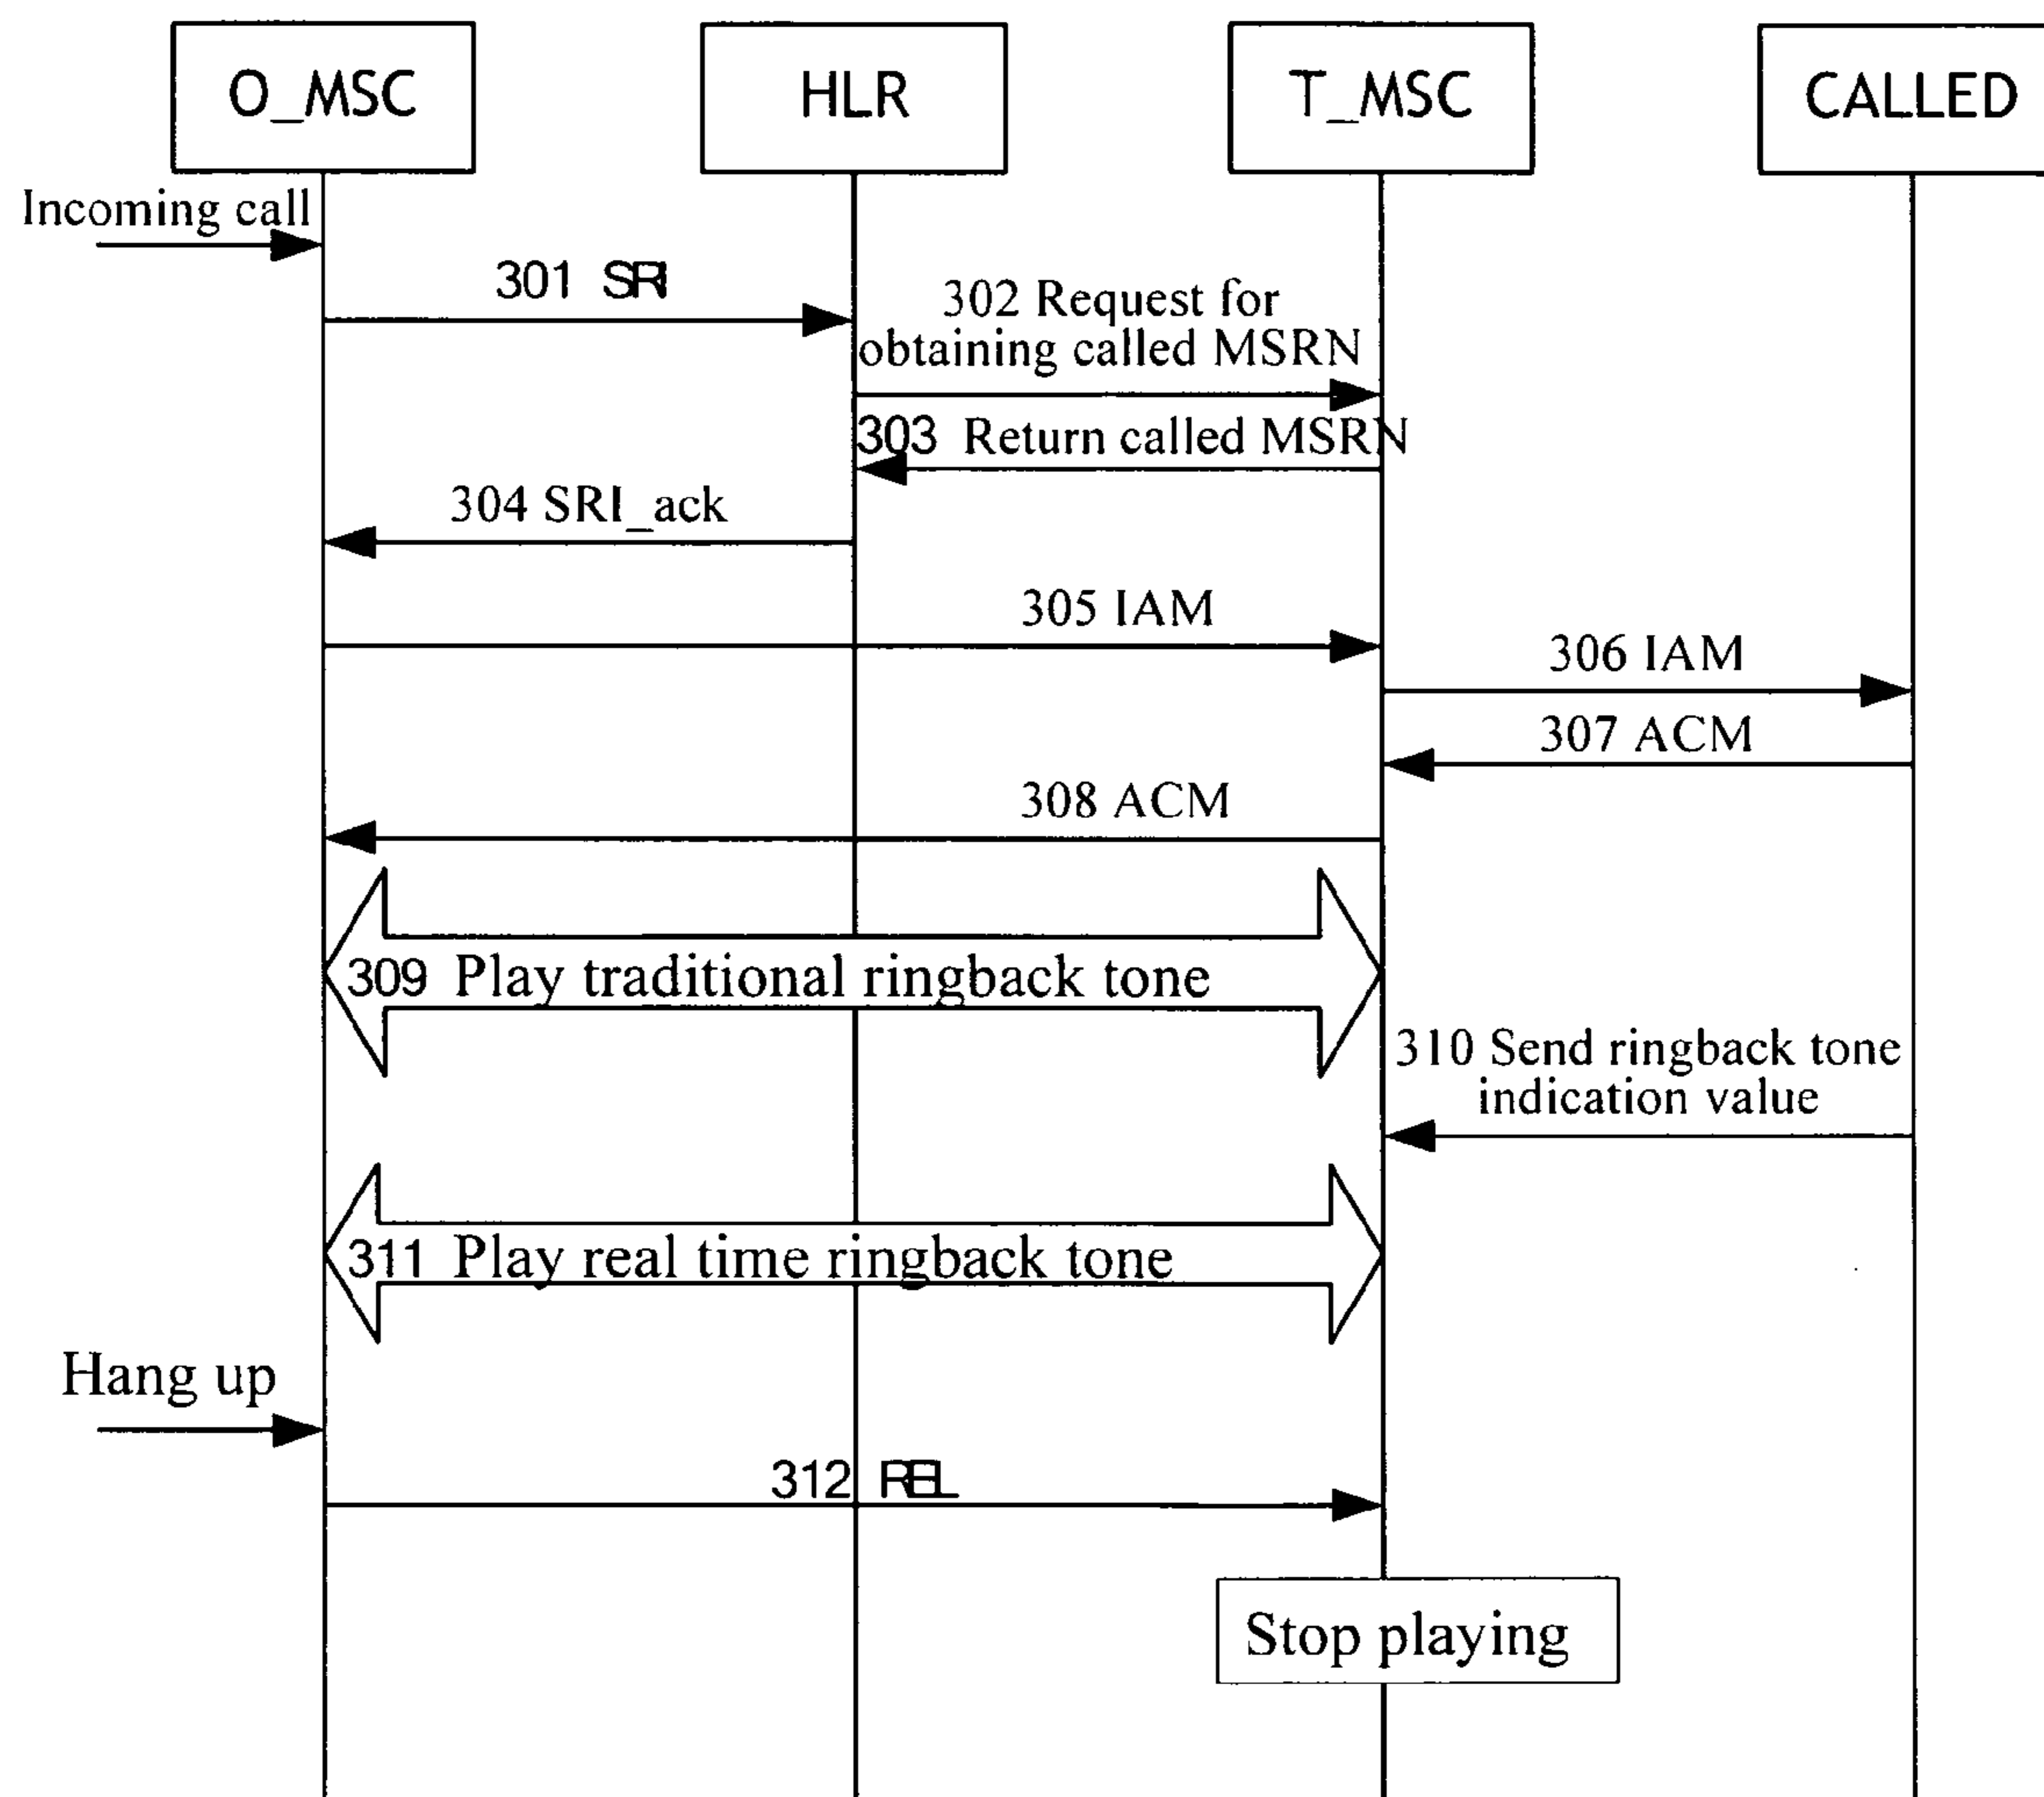 O_MSC
HLR
T_MSC
CALLED
Incoming call
301 SRI
302 Request for
obtaining called MSRN
303 Return called MSRN
304 SRI_ack
305 IAM
306 IAM
307 ACM
308 ACM
309 Play traditional ringback tone
310 Send ringback tone
indication value
311 Play real time ringback tone
Hang up
312 REL
Stop playing